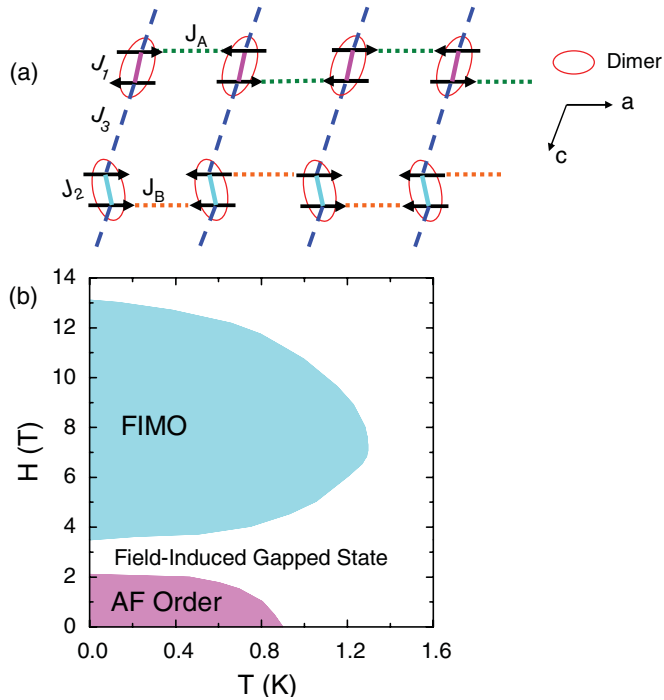 (a)
J_A
J_1
J_3
J_2
J_B
Dimer
a
c
(b)
14
12
10
8
6
4
2
0
H (T)
FIMO
Field-Induced Gapped State
AF Order
0.0 0.4 0.8 1.2 1.6
T (K)